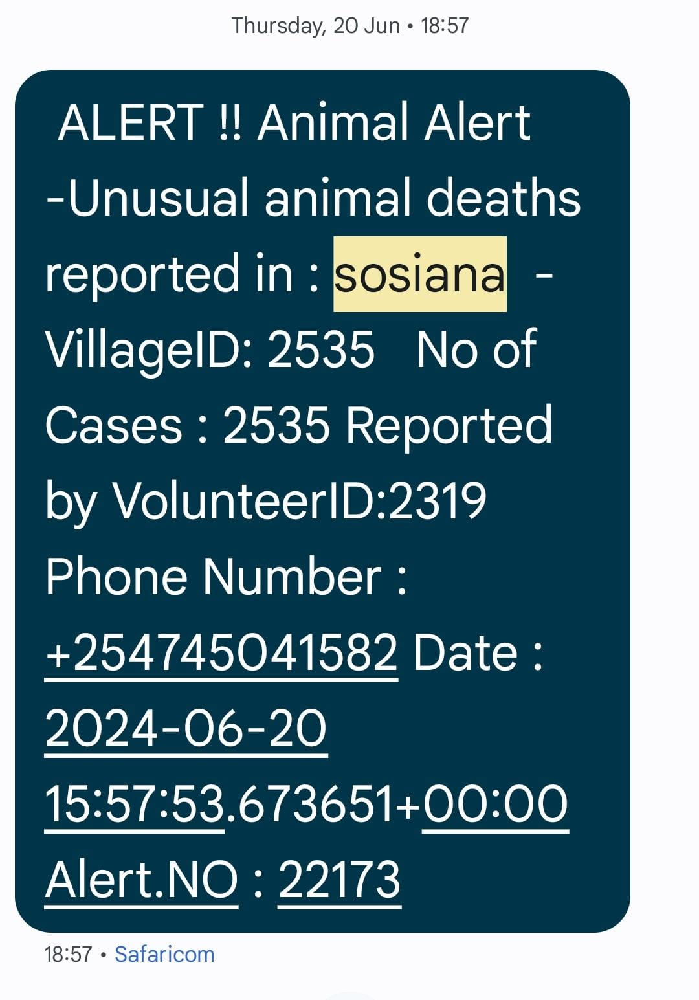 Thursday, 20 Jun • 18:57
ALERT !! Animal Alert
-Unusual animal deaths
reported in : sosiana -
VillageID: 2535 No of
Cases : 2535 Reported
by VolunteerID:2319
Phone Number :
+254745041582 Date :
2024-06-20
15:57:53.673651+00:00
Alert.NO : 22173
18:57 • Safaricom